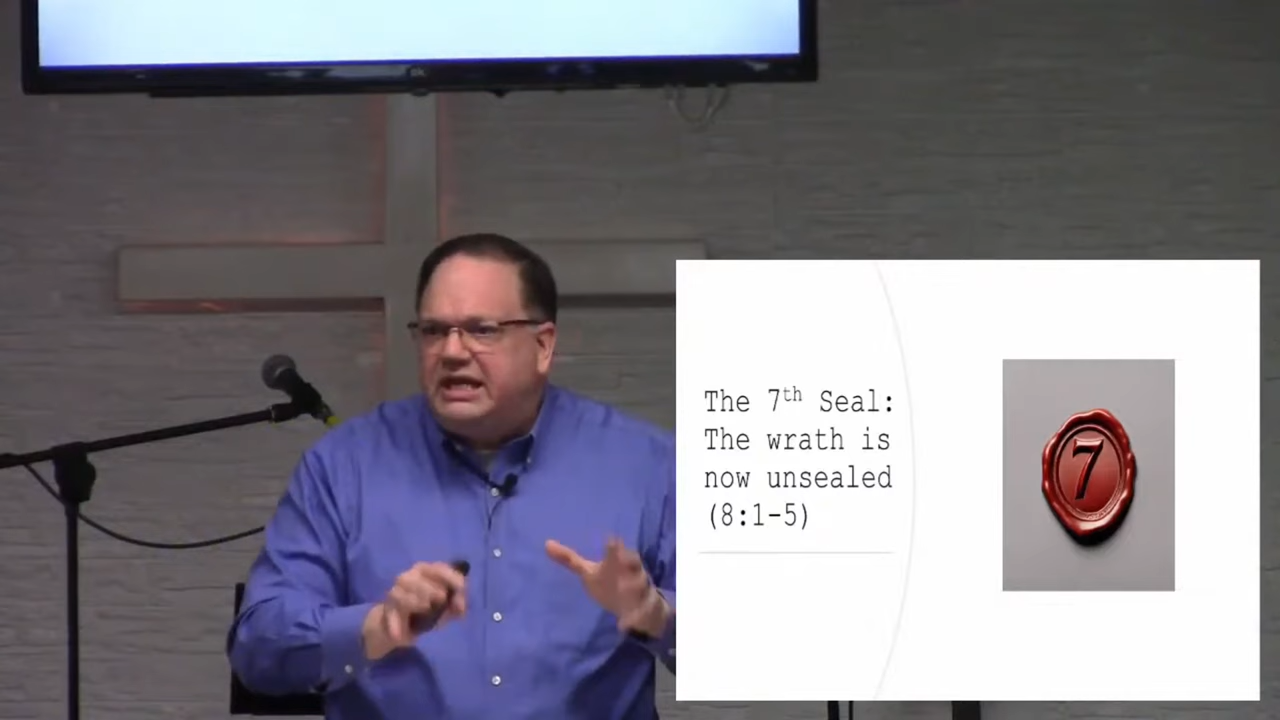 The 7th Seal:
The wrath is
now unsealed
(8:1-5)
7